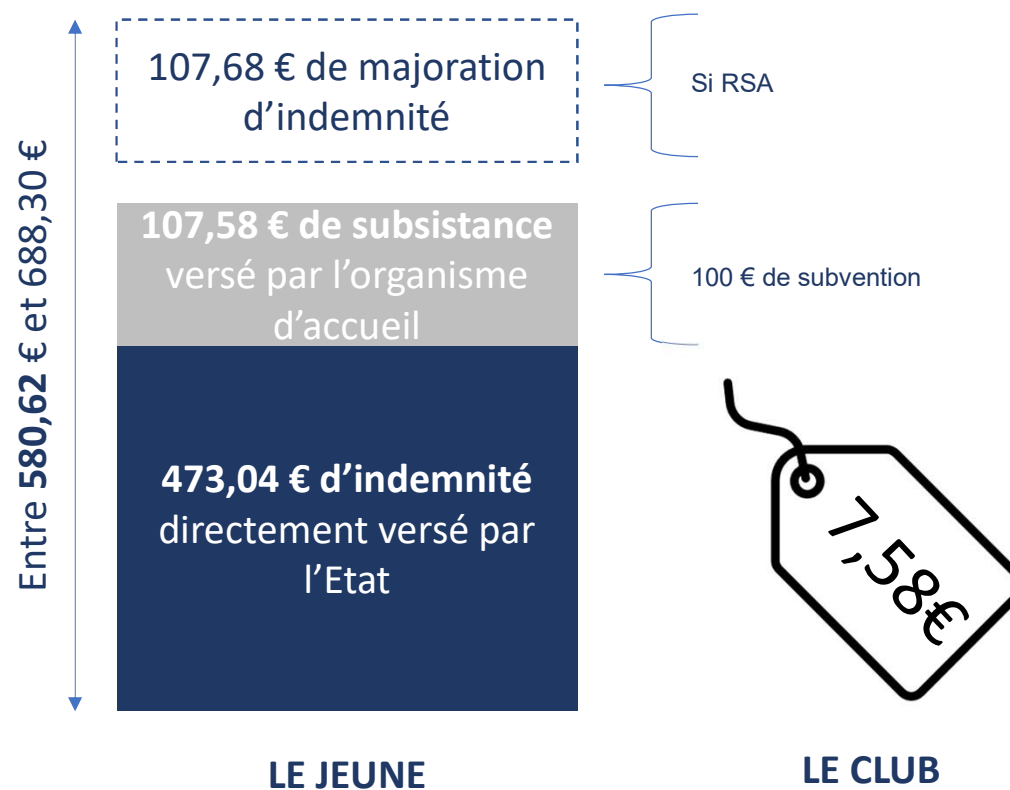 Entre 580,62 € et 688,30 €
107,68 € de majoration
d’indemnité
Si RSA
107,58 € de subsistance
versé par l’organisme
d’accueil
100 € de subvention
473,04 € d’indemnité
directement versé par
l’Etat
7,58€
LE JEUNE
LE CLUB